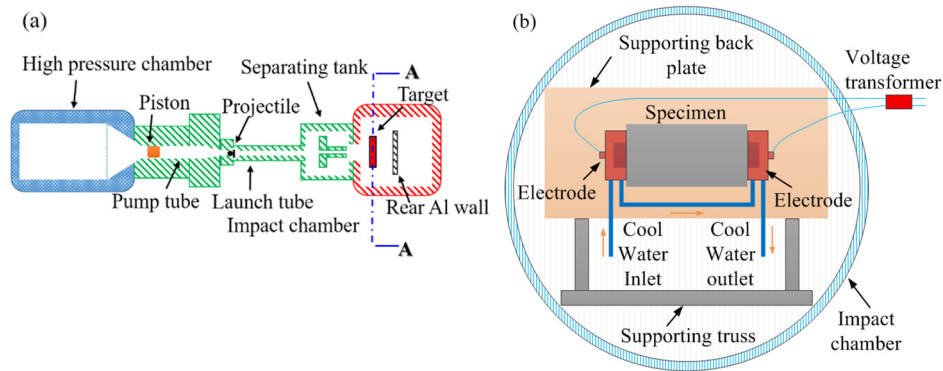 (a)
High pressure chamber
Piston
Projectile
Separating tank
A
Target
Pump tube
Launch tube
Impact chamber
Rear Al wall
A
(b)
Supporting back
plate
Voltage
transformer
Specimen
Electrode
Electrode
Cool
Water
Inlet
Cool
Water
outlet
Supporting truss
Impact
chamber